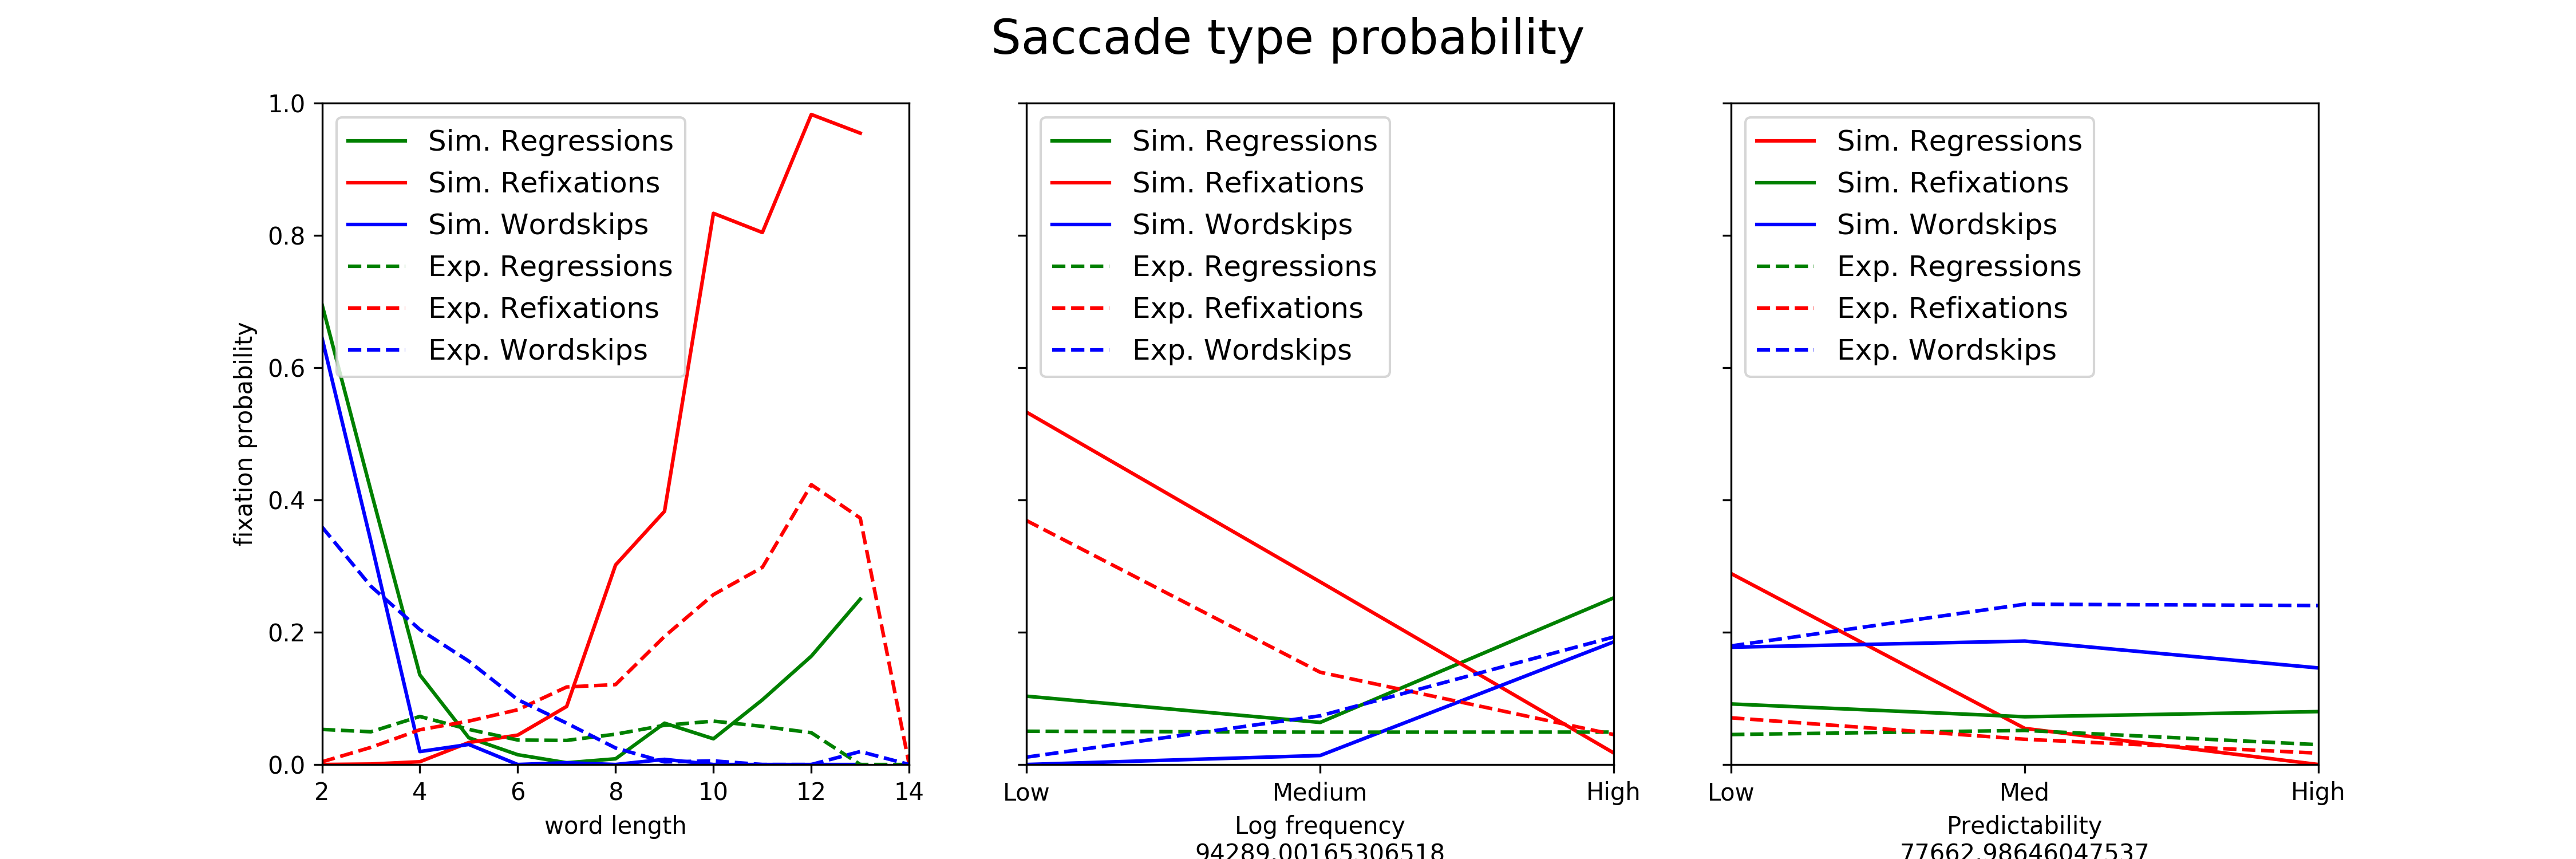 Saccade type probability
fixation probability
1.0
0.8
0.6
0.4
0.2
0.0
Sim. Regressions
Sim. Refixations
Sim. Wordskips
Exp. Regressions
Exp. Refixations
Exp. Wordskips
2 4 6 8 10 12 14
word length
Sim. Regressions
Sim. Refixations
Sim. Wordskips
Exp. Regressions
Exp. Refixations
Exp. Wordskips
Low Medium High
Log frequency
94289.00165306518
Sim. Regressions
Sim. Refixations
Sim. Wordskips
Exp. Regressions
Exp. Refixations
Exp. Wordskips
Low Med High
Predictability
77662.98646047537